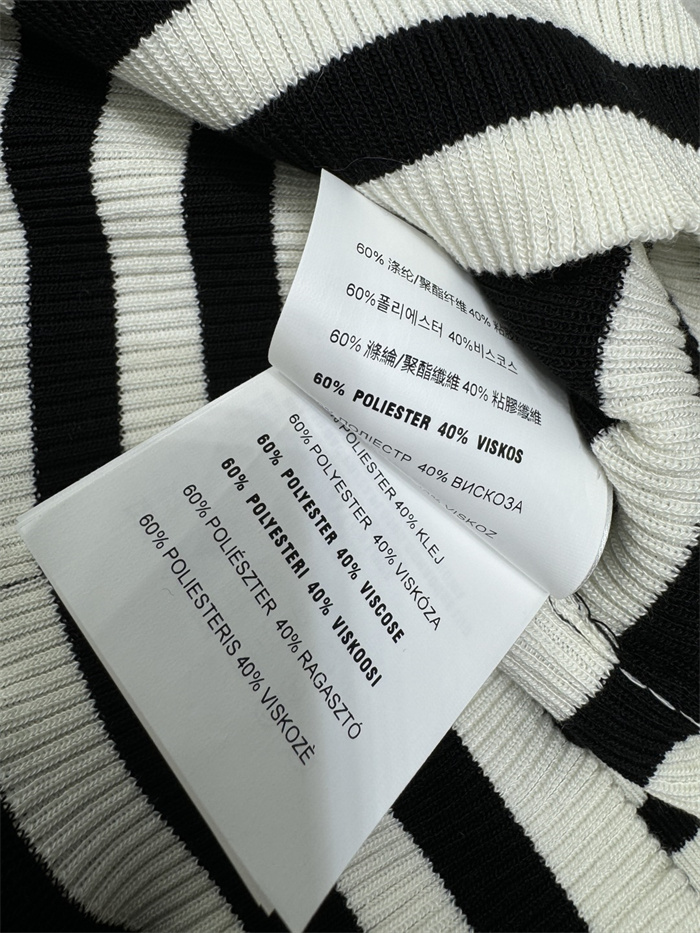 60% 涤纶/聚酯纤维 40% 粘
60%폴리에스터 40%비스코스
60% 滌綸/聚酯纖維 40% 粘膠纖維
60% POLIESTER 40% VISKOS
40% ВИСКОЗА
VISKOZ
POLIESTER 40% KLEJ
60% POLYESTER 40% VISKÓZA
60% POLYESTER 40% VISCOSE
60% POLYESTERI 40% VISKOOSI
60% POLIÉSZTER 40% RAGASZTÓ
60% POLIESTERIS 40% VISKOZĖ